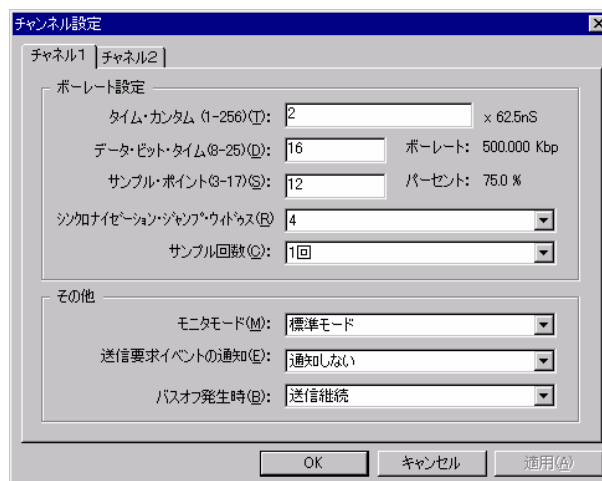 チャンネル設定
チャネル1 チャネル2
ボーレート設定
タイム・カンタム (1-256)(T): 2 x 62.5nS
データ・ビット・タイム(8-25)(D): 16 ボーレート: 500.000 Kbp
サンプル・ポイント(3-17)(S): 12 パーセント: 75.0 %
シンクロナイゼーション・ジャンプ・ウィドゥス(R) 4
サンプル回数(C): 1回
その他
モニタモード(M): 標準モード
送信要求イベントの通知(E): 通知しない
バスオフ発生時(B): 送信継続
OK キャンセル 適用(A)